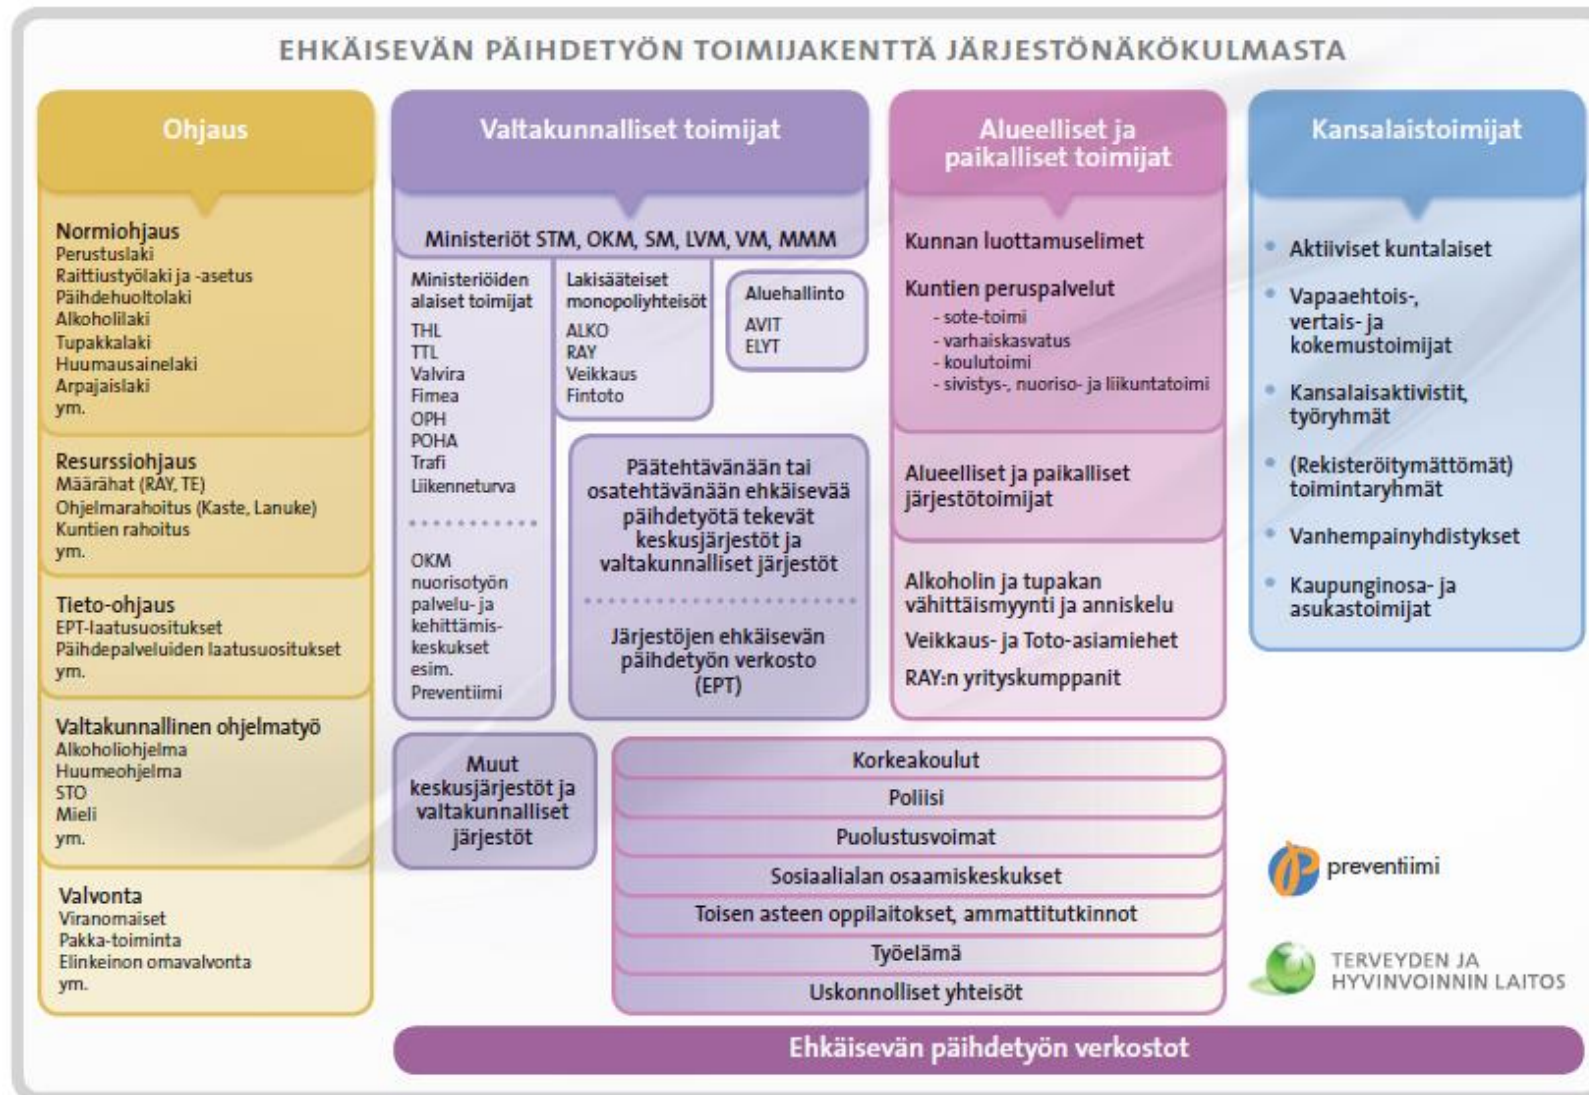 EHKÄISEVÄN PÄIHDETYÖN TOIMIJAKENTTÄ JÄRJESTÖNÄKÖKULMASTA
Ohjaus
Normiohjaus
Perustuslaki
Raittiustyölaki ja -asetus
Päihdehuoltolaki
Alkoholilaki
Tupakkalaki
Huumausainelaki
Arpajaislaki
ym.
Resurssiohjaus
Määrähat (RAY, TE)
Ohjelmarahoitus (Kaste, Lanuke)
Kuntien rahoitus
ym.
Tieto-ohjaus
EPT-laatusuositukset
Päihdepalveluiden laatusuositukset
ym.
Valtakunnallinen ohjelmatyö
Alkoholiohjelma
Huumeohjelma
STO
Mieli
ym.
Valvonta
Viranomaiset
Pakka-toiminta
Elinkeinon omavalvonta
ym.
Valtakunnalliset toimijat
Ministeriöt STM, OKM, SM, LVM, VM, MMM
Ministeriöiden
alaiset toimijat
THL
TTL
Valvira
Fimea
OPH
POHA
Trafi
Liikenneturva
OKM
nuorisotyön
palvelu- ja
kehittämis-
keskukset
esim.
Preventiimi
Lakisääteiset
monopoliyhteisöt
ALKO
RAY
Veikkaus
Fintoto
Aluehallinto
AVIT
ELYT
Päätehtävänään tai
osatehtävänään ehkäisevää
päihdetyötä tekevät
keskusjärjestöt ja
valtakunnalliset järjestöt
Järjestöjen ehkäisevän
päihdetyön verkosto
(EPT)
Muut
keskusjärjestöt ja
valtakunnalliset
järjestöt
Alueelliset ja
paikalliset toimijat
Kunnan luottamuselimet
Kuntien peruspalvelut
- sote-toimi
- varhaiskasvatus
- koulutoimi
- sivistys-, nuoriso- ja liikuntatoimi
Alueelliset ja paikalliset
järjestötoimijat
Alkoholin ja tupakan
vähittäismyynti ja anniskelu
Veikkaus- ja Toto-asiamiehet
RAY:n yrityskumppanit
Korkeakoulut
Poliisi
Puolustusvoimat
Sosiaalialan osaamiskeskukset
Toisen asteen oppilaitokset, ammattitutkinnot
Työelämä
Uskonnolliset yhteisöt
Kansalaistoimijat
• Aktiiviset kuntalaiset
• Vapaaehtois-,
vertais- ja
kokemustoimijat
• Kansalaisaktivistit,
työryhmät
• (Rekisteröitymättömät)
toimintaryhmät
• Vanhempainyhdistykset
• Kaupunginosa- ja
asukastoimijat
preventiimi
TERVEYDEN JA
HYVINVOINNIN LAITOS
Ehkäisevän päihdetyön verkostot